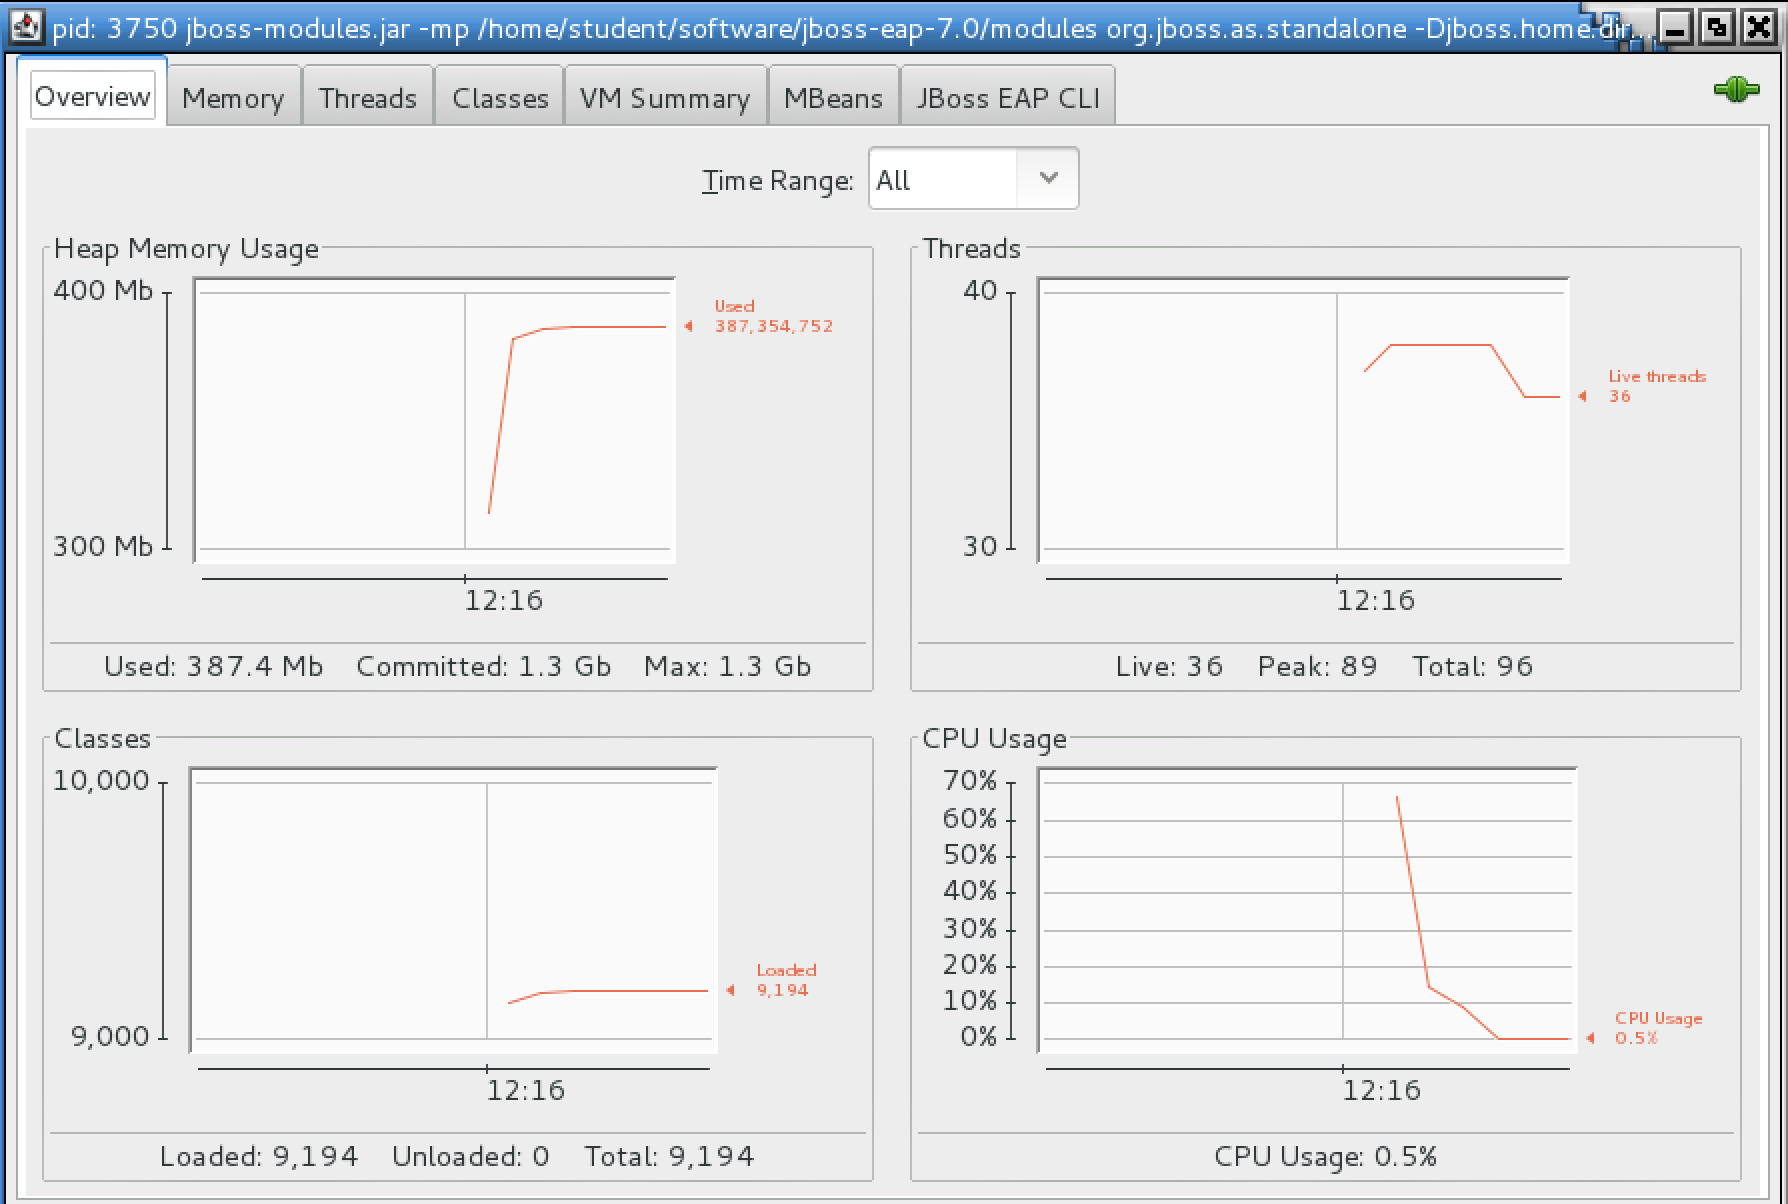 pid: 3750 jboss-modules.jar -mp /home/student/software/jboss-eap-7.0/modules org.jboss.as.standalone -Djboss.home.dir...
Overview Memory Threads Classes VM Summary MBeans JBoss EAP CLI
Time Range: All
Heap Memory Usage
400 Mb
300 Mb
Used
387,354,752
12:16
Used: 387.4 Mb Committed: 1.3 Gb Max: 1.3 Gb
Threads
40
30
Live threads
36
12:16
Live: 36 Peak: 89 Total: 96
Classes
10,000
9,000
Loaded
9,194
12:16
Loaded: 9,194 Unloaded: 0 Total: 9,194
CPU Usage
70%
60%
50%
40%
30%
20%
10%
0%
CPU Usage
0.5%
12:16
CPU Usage: 0.5%